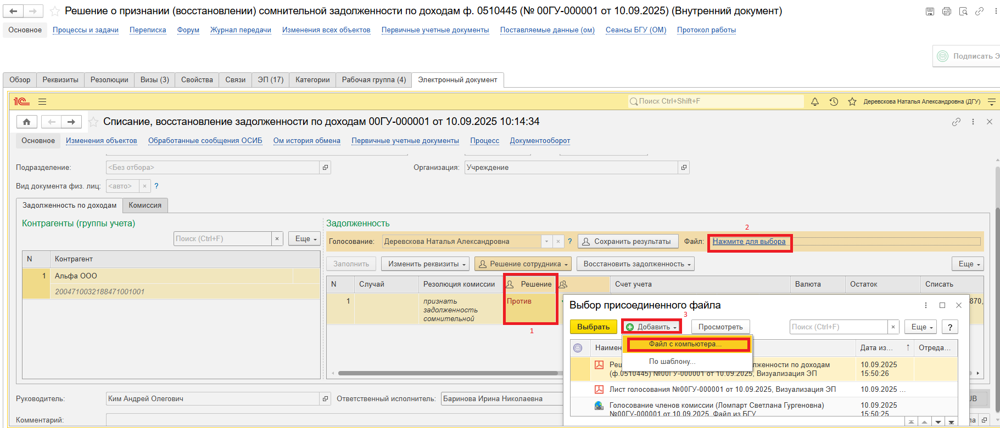 Решение о признании (восстановлении) сомнительной задолженности по доходам ф. 0510445 (№ 00ГУ-000001 от 10.09.2025) (Внутренний документ)
Основное Процессы и задачи Переписка Форум Журнал передачи Изменения всех объектов Первичные учетные документы Поставляемые данные (ом) Сеансы БГУ (ОМ) Протокол работы
Подписать Э
Обзор Реквизиты Резолюции Визы (3) Свойства Связи ЭП (17) Категории Рабочая группа (4) Электронный документ
1С Поиск Ctrl+Shift+F Деревскова Наталья Александровна (ДГУ)
Списание, восстановление задолженности по доходам 00ГУ-000001 от 10.09.2025 10:14:34
Основное Изменения объектов Обработанные сообщения ОСИБ Ом история обмена Первичные учетные документы Процесс Документооборот
Подразделение: <Без отбора> Организация: Учреждение
Вид документа физ. лиц: <авто> × ?
Задолженность по доходам Комиссия
Контрагенты (группы учета) Задолженность
2
Поиск (Ctrl+F) × Еще Голосование: Деревскова Наталья Александровна × ? Сохранить результаты Файл: Нажмите для выбора
N Контрагент
1 Альфа ООО
2004710032188471001001
Заполнить Изменить реквизиты Решение сотрудника Восстановить задолженность Еще
N Случай Резолюция комиссии Решение Счет учета Валюта Остаток Списать
1 признать Против 870,
задолженность
сомнительной
1
Выбор присоединенного файла
3
Выбрать Добавить Просмотреть Поиск (Ctrl+F) × Еще ?
Файл с компьютера...
По шаблону...
Наимен Дата из... ↑ Отреда...
Реш лженности по доходам 10.09.2025
(ф.0510445) №00ГУ-000001 от 10.09.2025, Визуализация ЭП 15:50:26
Лист голосования №00ГУ-000001 от 10.09.2025, Визуализация ЭП 10.09.2025 ...
Голосование членов комиссии (Ломпарт Светлана Гургеновна) 10.09.2025
№00ГУ-000001 от 10.09.2025, Файл из БГУ 15:50:25
Руководитель: Ким Андрей Олегович Ответственный исполнитель: Баринова Ирина Николаевна UB
Комментарий: па